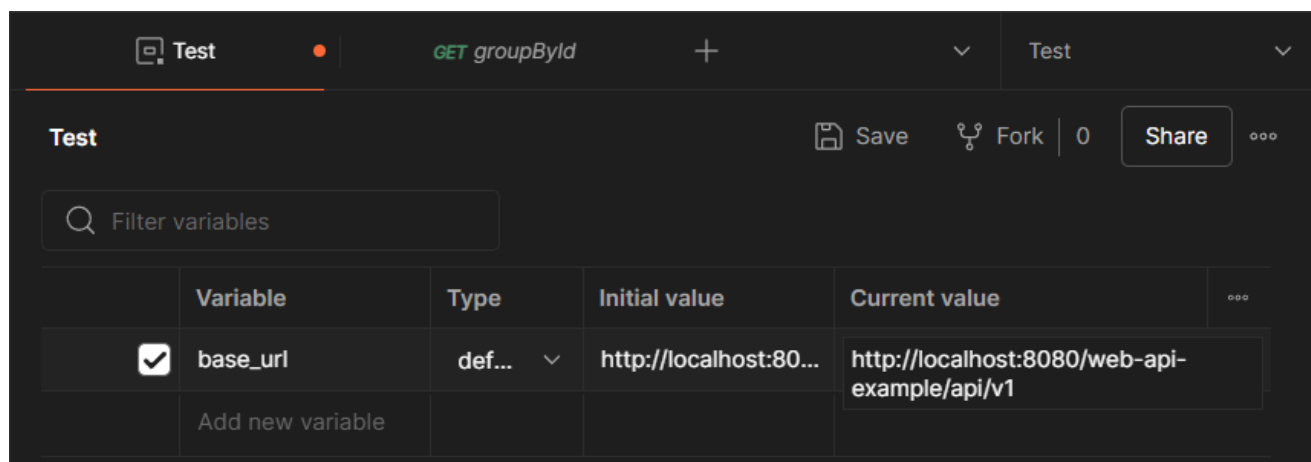 Test GET groupById Test
Test Save Fork 0 Share
Filter variables
Variable Type Initial value Current value
base_url def... http://localhost:80... http://localhost:8080/web-api-
example/api/v1
Add new variable